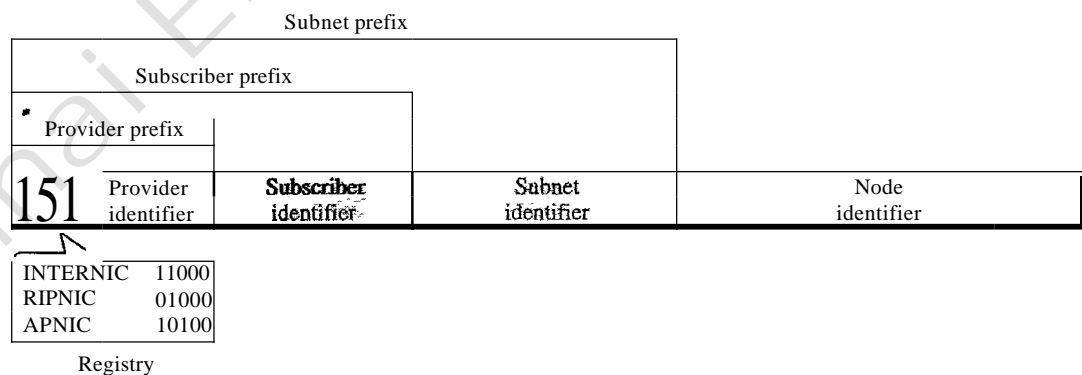 Subnet prefix
Subscriber prefix
Provider prefix
151
Provider identifier
Subscriber identifier
Subnet identifier
Node identifier
INTERNIC 11000
RIPNIC 01000
APNIC 10100
Registry